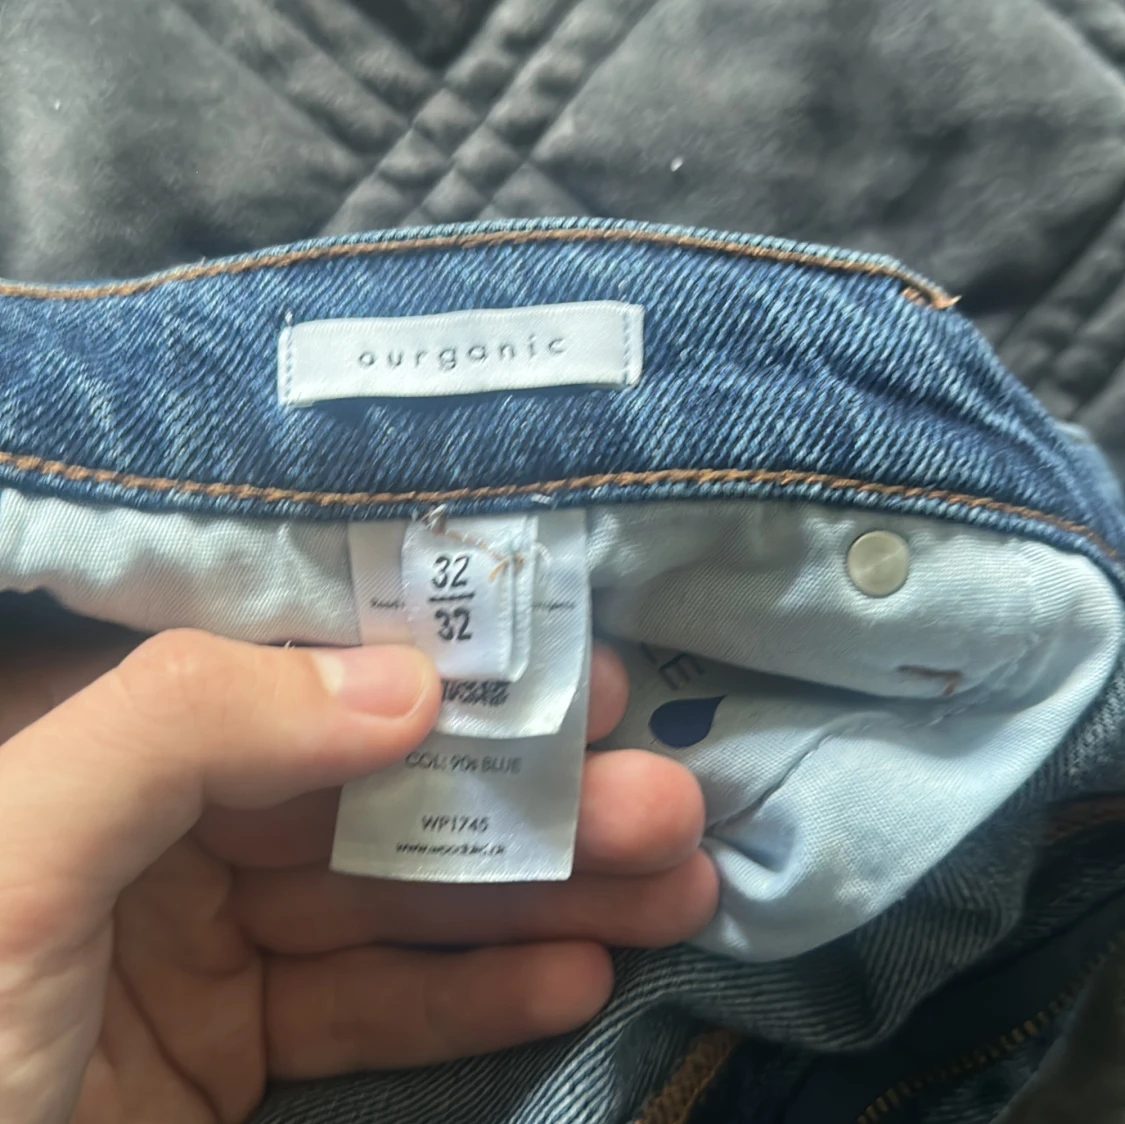 ourganic
32
32
COL: 90s BLUE
WP1745